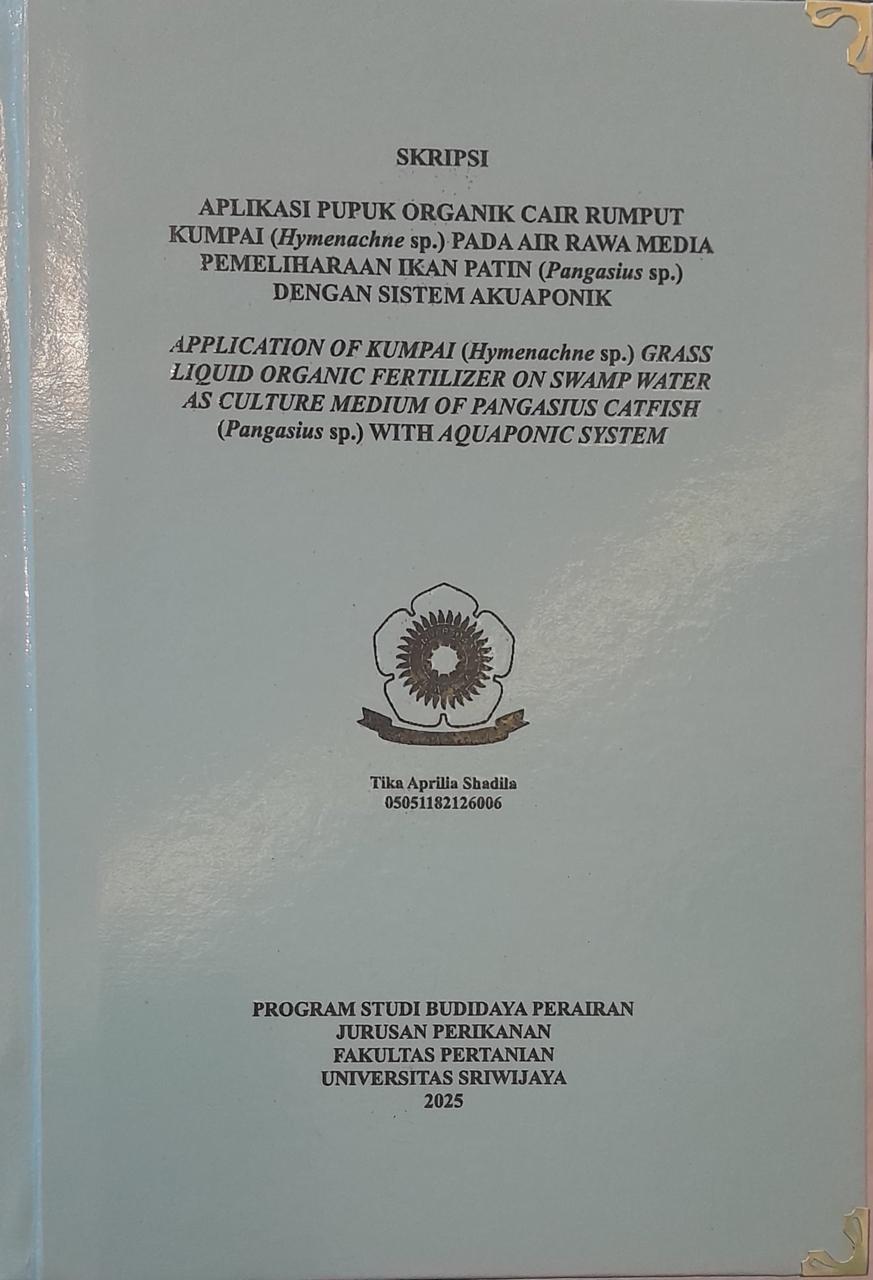 SKRIPSI
APLIKASI PUPUK ORGANIK CAIR RUMPUT
KUMPAI (Hymenachne sp.) PADA AIR RAWA MEDIA
PEMELIHARAAN IKAN PATIN (Pangasius sp.)
DENGAN SISTEM AKUAPONIK
APPLICATION OF KUMPAI (Hymenachne sp.) GRASS
LIQUID ORGANIC FERTILIZER ON SWAMP WATER
AS CULTURE MEDIUM OF PANGASIUS CATFISH
(Pangasius sp.) WITH AQUAPONIC SYSTEM
Tika Aprilia Shadila
05051182126006
PROGRAM STUDI BUDIDAYA PERAIRAN
JURUSAN PERIKANAN
FAKULTAS PERTANIAN
UNIVERSITAS SRIWIJAYA
2025